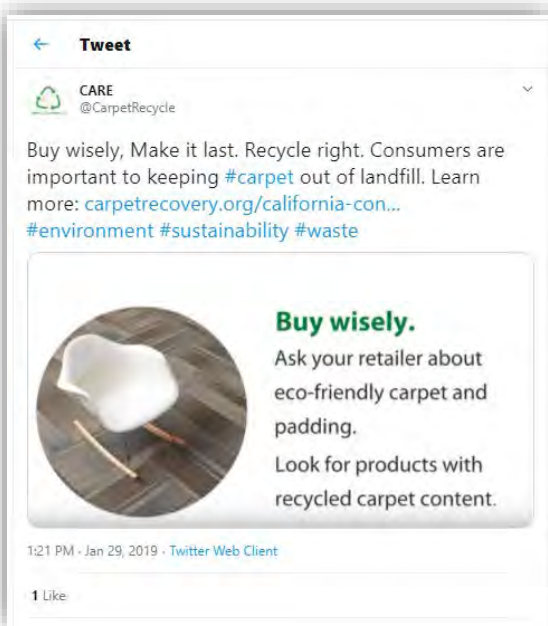 Tweet
CARE
@CarpetRecycle
Buy wisely, Make it last. Recycle right. Consumers are
important to keeping #carpet out of landfill. Learn
more: carpetrecovery.org/california-con...
#environment #sustainability #waste
Buy wisely.
Ask your retailer about
eco-friendly carpet and
padding.
Look for products with
recycled carpet content.
1:21 PM · Jan 29, 2019 · Twitter Web Client
1 Like